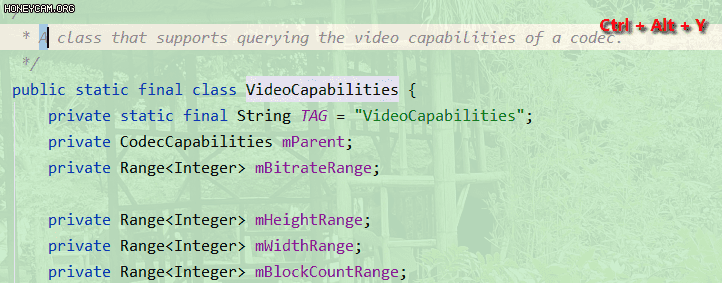 HONEYCAM.ORG
Ctrl + Alt + Y
* A class that supports querying the video capabilities of a codec.
*/
public static final class VideoCapabilities {
private static final String TAG = "VideoCapabilities";
private CodecCapabilities mParent;
private Range<Integer> mBitrateRange;
private Range<Integer> mHeightRange;
private Range<Integer> mWidthRange;
private Range<Integer> mBlockCountRange;